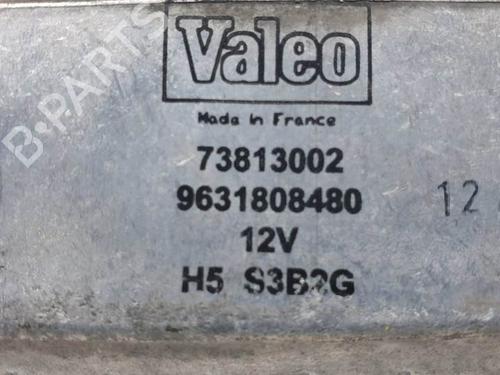 B-PARTS
Valeo
Made in France
73813002
9631808480
12
12V
H5 S3B2G